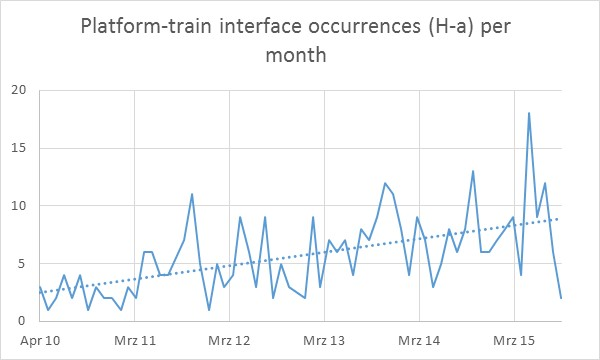 Platform-train interface occurrences (H-a) per
month
20
15
10
5
0
Apr 10 Mrz 11 Mrz 12 Mrz 13 Mrz 14 Mrz 15